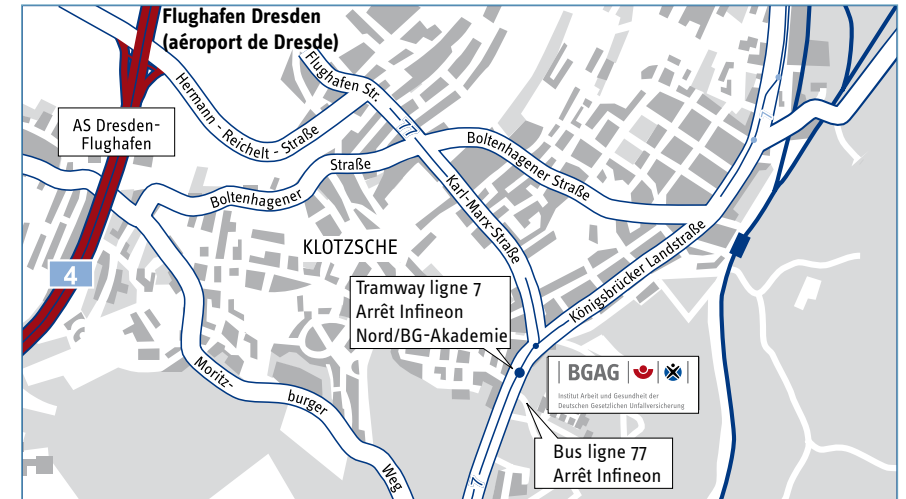 Flughafen Dresden
(aéroport de Dresde)
Flughafen Str.
Hermann - Reichelt - Straße
77
7
AS Dresden-
Flughafen
Boltenhagener Straße
Boltenhagener Straße
Karl-Marx-Straße
KLOTZSCHE
Königsbrücker Landstraße
4
Tramway ligne 7
Arrêt Infineon
Nord/BG-Akademie
Moritz-
burger
Weg
BGAG
Institut Arbeit und Gesundheit der
Deutschen Gesetzlichen Unfallversicherung
Bus ligne 77
Arrêt Infineon
7